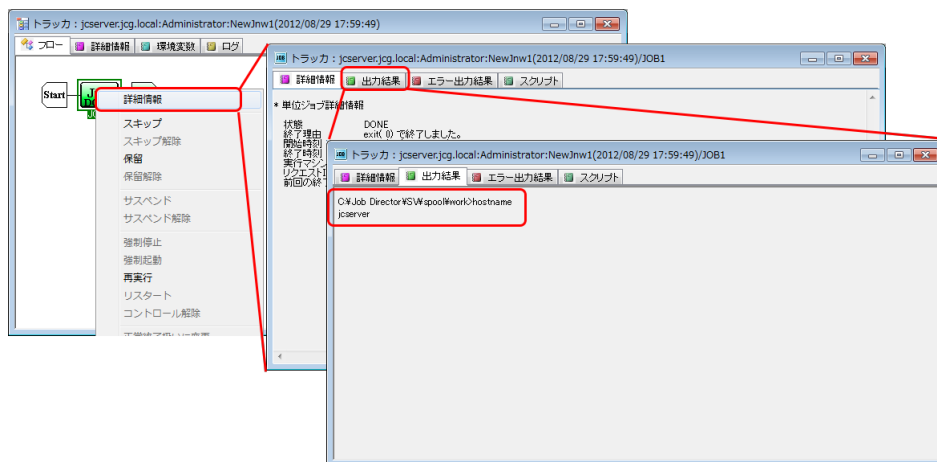 トラッカ : jcserver.jcg.local:Administrator:NewJnw1(2012/08/29 17:59:49)
フロー 詳細情報 環境変数 ログ
Start
詳細情報
スキップ
スキップ解除
保留
保留解除
サスペンド
サスペンド解除
強制停止
強制起動
再実行
リスタート
コントロール解除
トラッカ : jcserver.jcg.local:Administrator:NewJnw1(2012/08/29 17:59:49)/JOB1
詳細情報 出力結果 エラー出力結果 スクリプト
* 単位ジョブ詳細情報
状態 DONE
終了理由 exit( 0) で終了しました。
開始時刻
終了時刻
実行マシン
リクエストI
前回の終
トラッカ : jcserver.jcg.local:Administrator:NewJnw1(2012/08/29 17:59:49)/JOB1
詳細情報 出力結果 エラー出力結果 スクリプト
C:¥Job Director¥SV¥spool¥work>hostname
jcserver